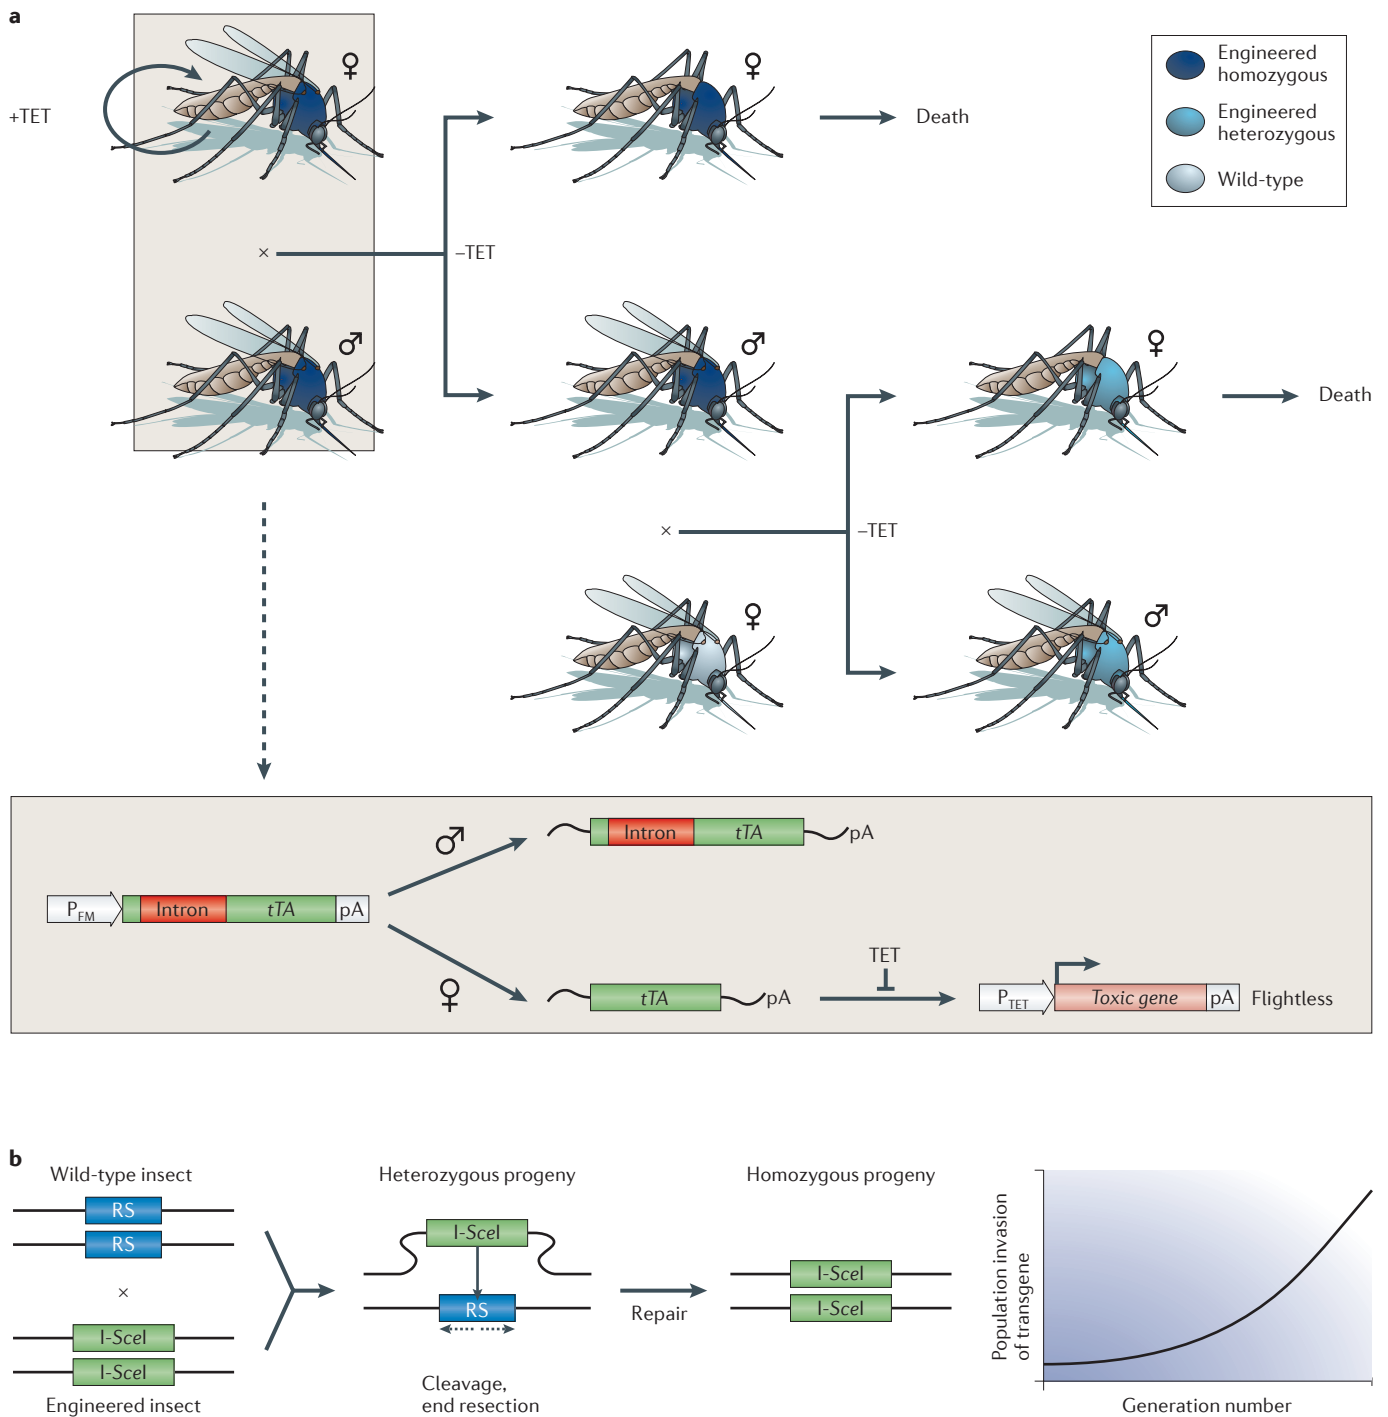 a
+TET
♀
♀
Death
Engineered
homozygous
Engineered
heterozygous
Wild-type
×
–TET
♂
♂
♀
Death
×
–TET
♀
♂
♂
Intron
tTA
pA
P_FM
Intron
tTA
pA
♀
tTA
pA
TET
P_TET
Toxic gene
pA
Flightless
b
Wild-type insect
RS
RS
×
I-SceI
I-SceI
Engineered insect
Heterozygous progeny
I-SceI
RS
Cleavage,
end resection
Repair
Homozygous progeny
I-SceI
I-SceI
Population invasion
of transgene
Generation number